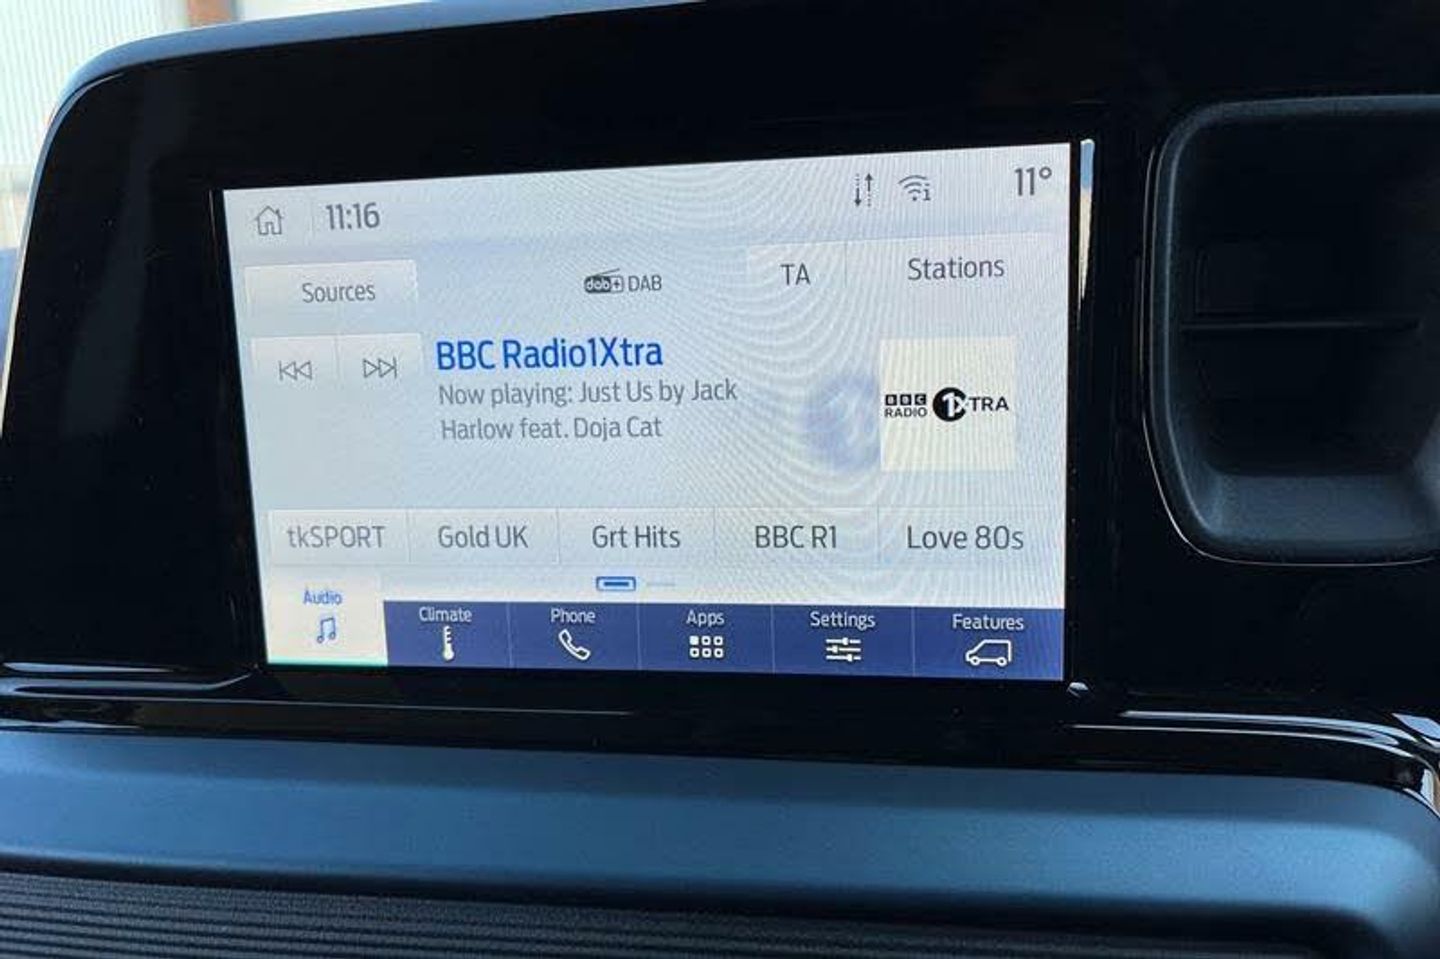 11:16
11°
Sources
dab+ DAB
TA
Stations
BBC Radio1Xtra
Now playing: Just Us by Jack
Harlow feat. Doja Cat
BBC
RADIO 1XTRA
tkSPORT
Gold UK
Grt Hits
BBC R1
Love 80s
Audio
Climate
Phone
Apps
Settings
Features